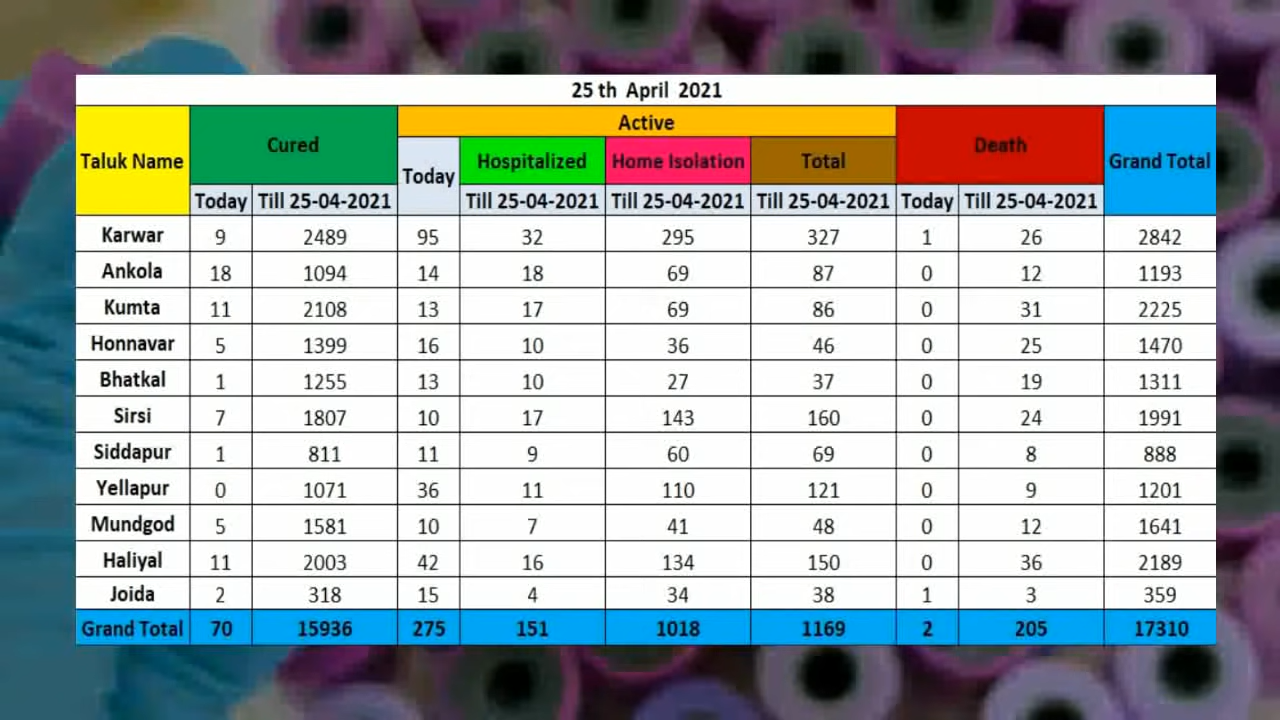 25 th April 2021
Taluk Name Cured Active Death Grand Total
Today Hospitalized Home Isolation Total
Today Till 25-04-2021 Till 25-04-2021 Till 25-04-2021 Till 25-04-2021 Today Till 25-04-2021
Karwar 9 2489 95 32 295 327 1 26 2842
Ankola 18 1094 14 18 69 87 0 12 1193
Kumta 11 2108 13 17 69 86 0 31 2225
Honnavar 5 1399 16 10 36 46 0 25 1470
Bhatkal 1 1255 13 10 27 37 0 19 1311
Sirsi 7 1807 10 17 143 160 0 24 1991
Siddapur 1 811 11 9 60 69 0 8 888
Yellapur 0 1071 36 11 110 121 0 9 1201
Mundgod 5 1581 10 7 41 48 0 12 1641
Haliyal 11 2003 42 16 134 150 0 36 2189
Joida 2 318 15 4 34 38 1 3 359
Grand Total 70 15936 275 151 1018 1169 2 205 17310